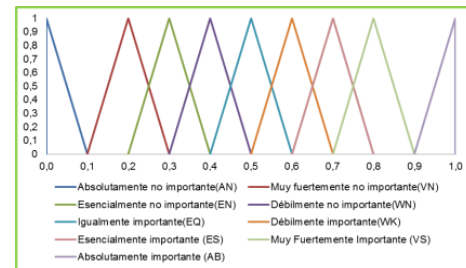 1
0,9
0,8
0,7
0,6
0,5
0,4
0,3
0,2
0,1
0
0,0 0,1 0,2 0,3 0,4 0,5 0,6 0,7 0,8 0,9 1,0
Absolutamente no importante(AN) Muy fuertemente no importante(VN)
Esencialmente no importante(EN) Débilmente no importante(WN)
Igualmente importante(EQ) Débilmente importante(WK)
Esencialmente importante (ES) Muy Fuertemente Importante (VS)
Absolutamente importante (AB)